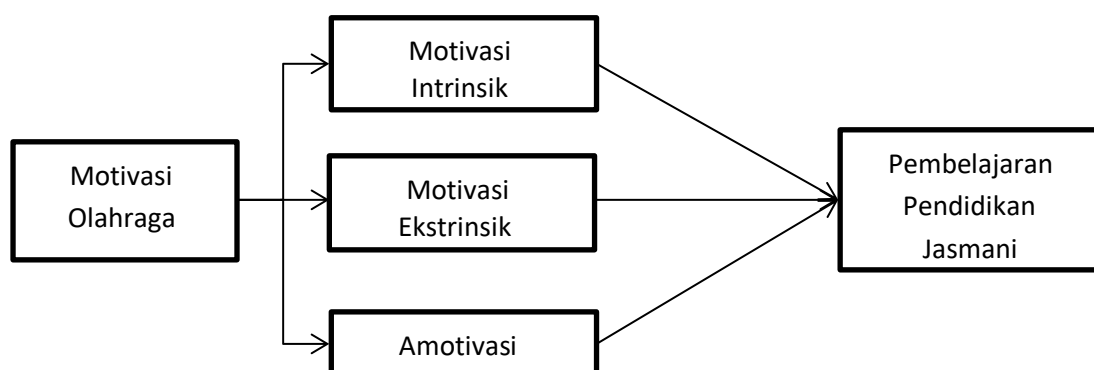 Motivasi
Olahraga
Motivasi
Intrinsik
Motivasi
Ekstrinsik
Amotivasi
Pembelajaran
Pendidikan
Jasmani